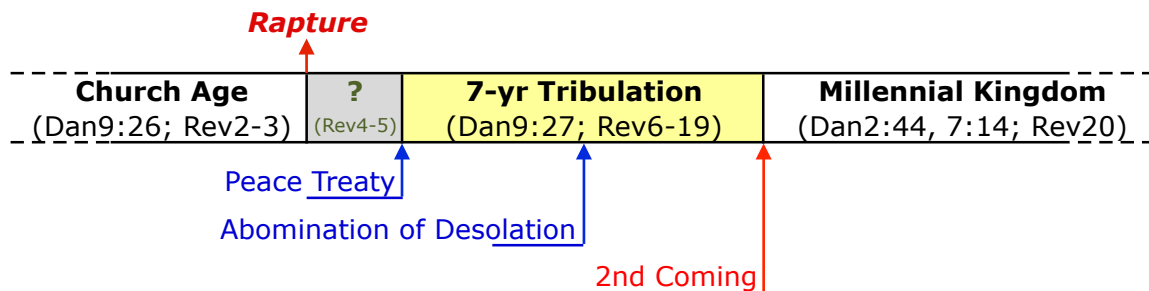 Rapture
Church Age ? 7-yr Tribulation Millennial Kingdom
(Dan9:26; Rev2-3) (Rev4-5) (Dan9:27; Rev6-19) (Dan2:44, 7:14; Rev20)
Peace Treaty
Abomination of Desolation
2nd Coming